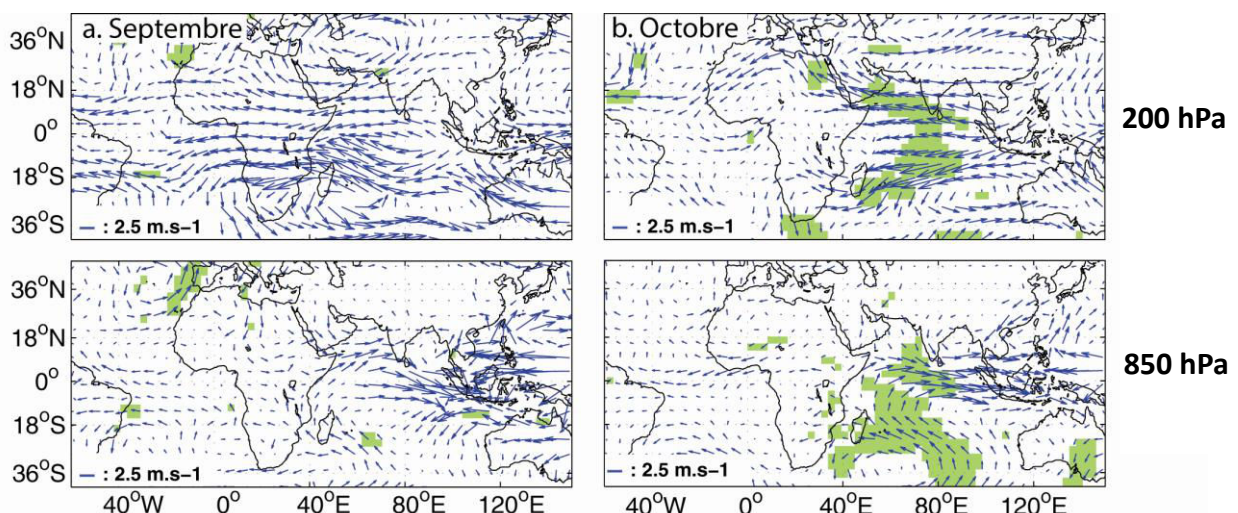 a. Septembre
b. Octobre
36°N
18°N
0°
18°S
36°S
— : 2.5 m.s–1
— : 2.5 m.s–1
200 hPa
36°N
18°N
0°
18°S
36°S
— : 2.5 m.s–1
— : 2.5 m.s–1
850 hPa
40°W 0° 40°E 80°E 120°E
40°W 0° 40°E 80°E 120°E